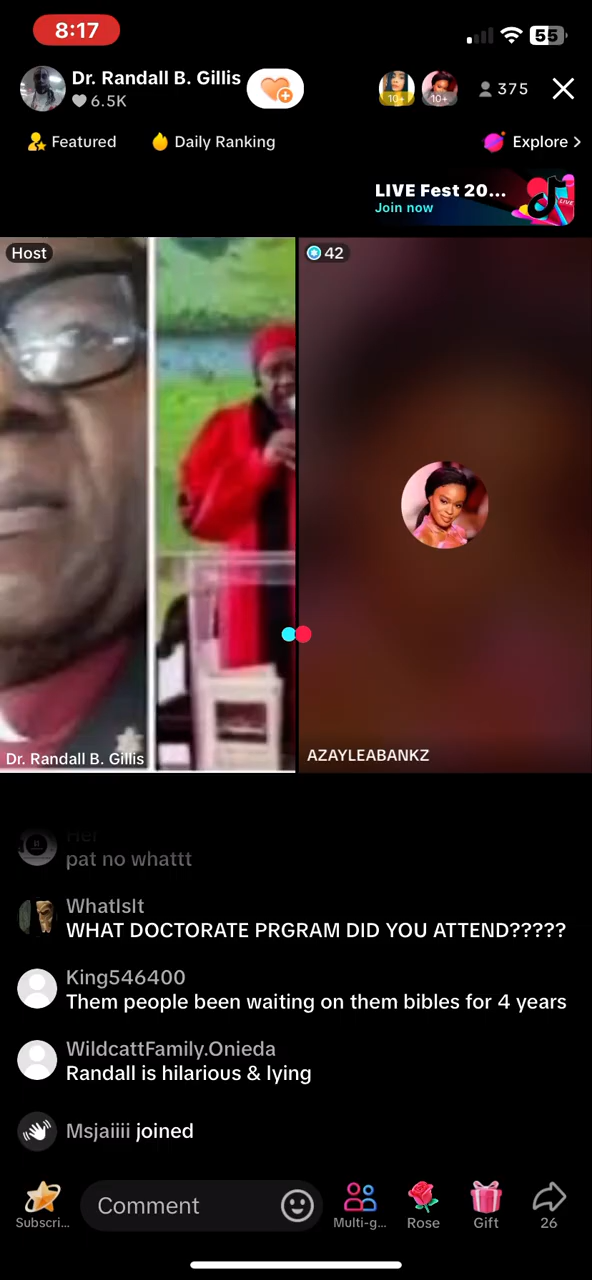 8:17
55
Dr. Randall B. Gillis
6.5K
10+
10+
375
Featured
Daily Ranking
Explore >
LIVE Fest 20...
Join now
LIVE
Host
42
Dr. Randall B. Gillis
AZAYLEABANKZ
Hei
pat no whattt
WhatIsIt
WHAT DOCTORATE PRGRAM DID YOU ATTEND?????
King546400
Them people been waiting on them bibles for 4 years
WildcattFamily.Onieda
Randall is hilarious & lying
Msjaiiii joined
Comment
Subscri...
Multi-g...
Rose
Gift
26